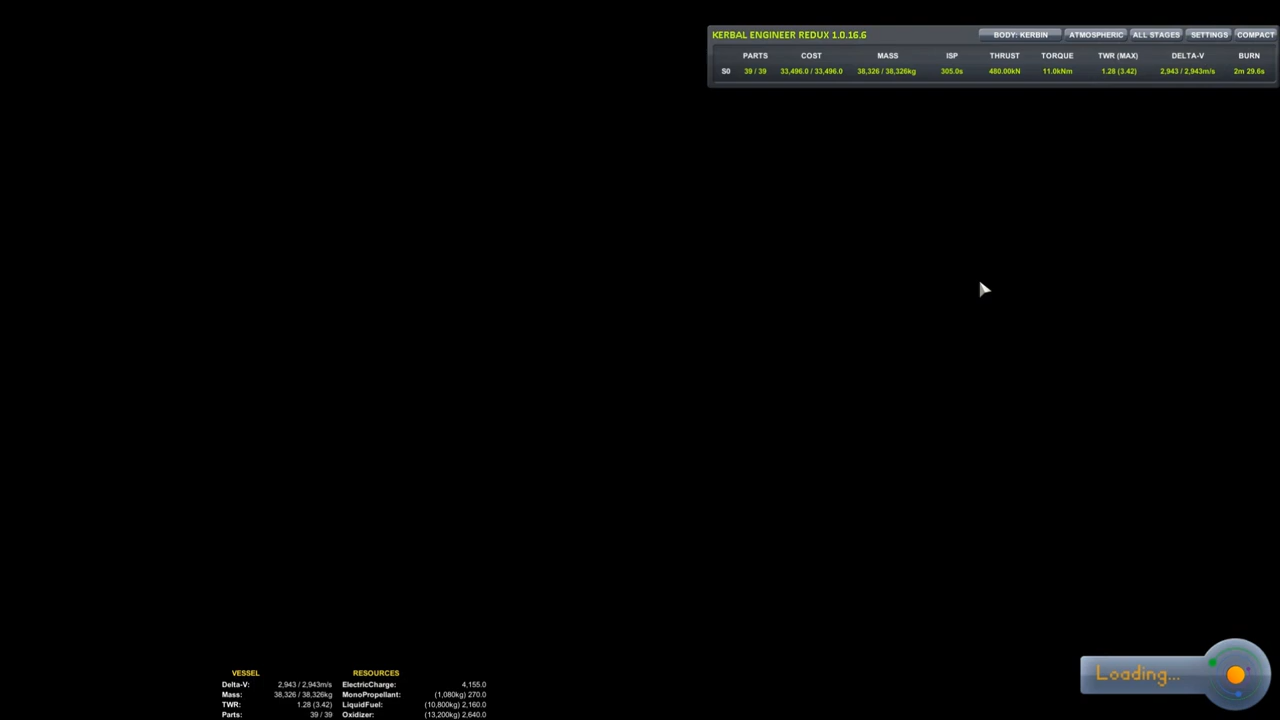 KERBAL ENGINEER REDUX 1.0.16.6 BODY: KERBIN ATMOSPHERIC ALL STAGES SETTINGS COMPACT
PARTS COST MASS ISP THRUST TORQUE TWR (MAX) DELTA-V BURN
S0 39 / 39 33,496.0 / 33,496.0 38,326 / 38,326kg 305.0s 480.00kN 11.0kNm 1.28 (3.42) 2,943 / 2,943m/s 2m 29.6s
Loading...
VESSEL RESOURCES
Delta-V: 2,943 / 2,943m/s ElectricCharge: 4,155.0
Mass: 38,326 / 38,326kg MonoPropellant: (1,080kg) 270.0
TWR: 1.28 (3.42) LiquidFuel: (10,800kg) 2,160.0
Parts: 39 / 39 Oxidizer: (13,200kg) 2,640.0